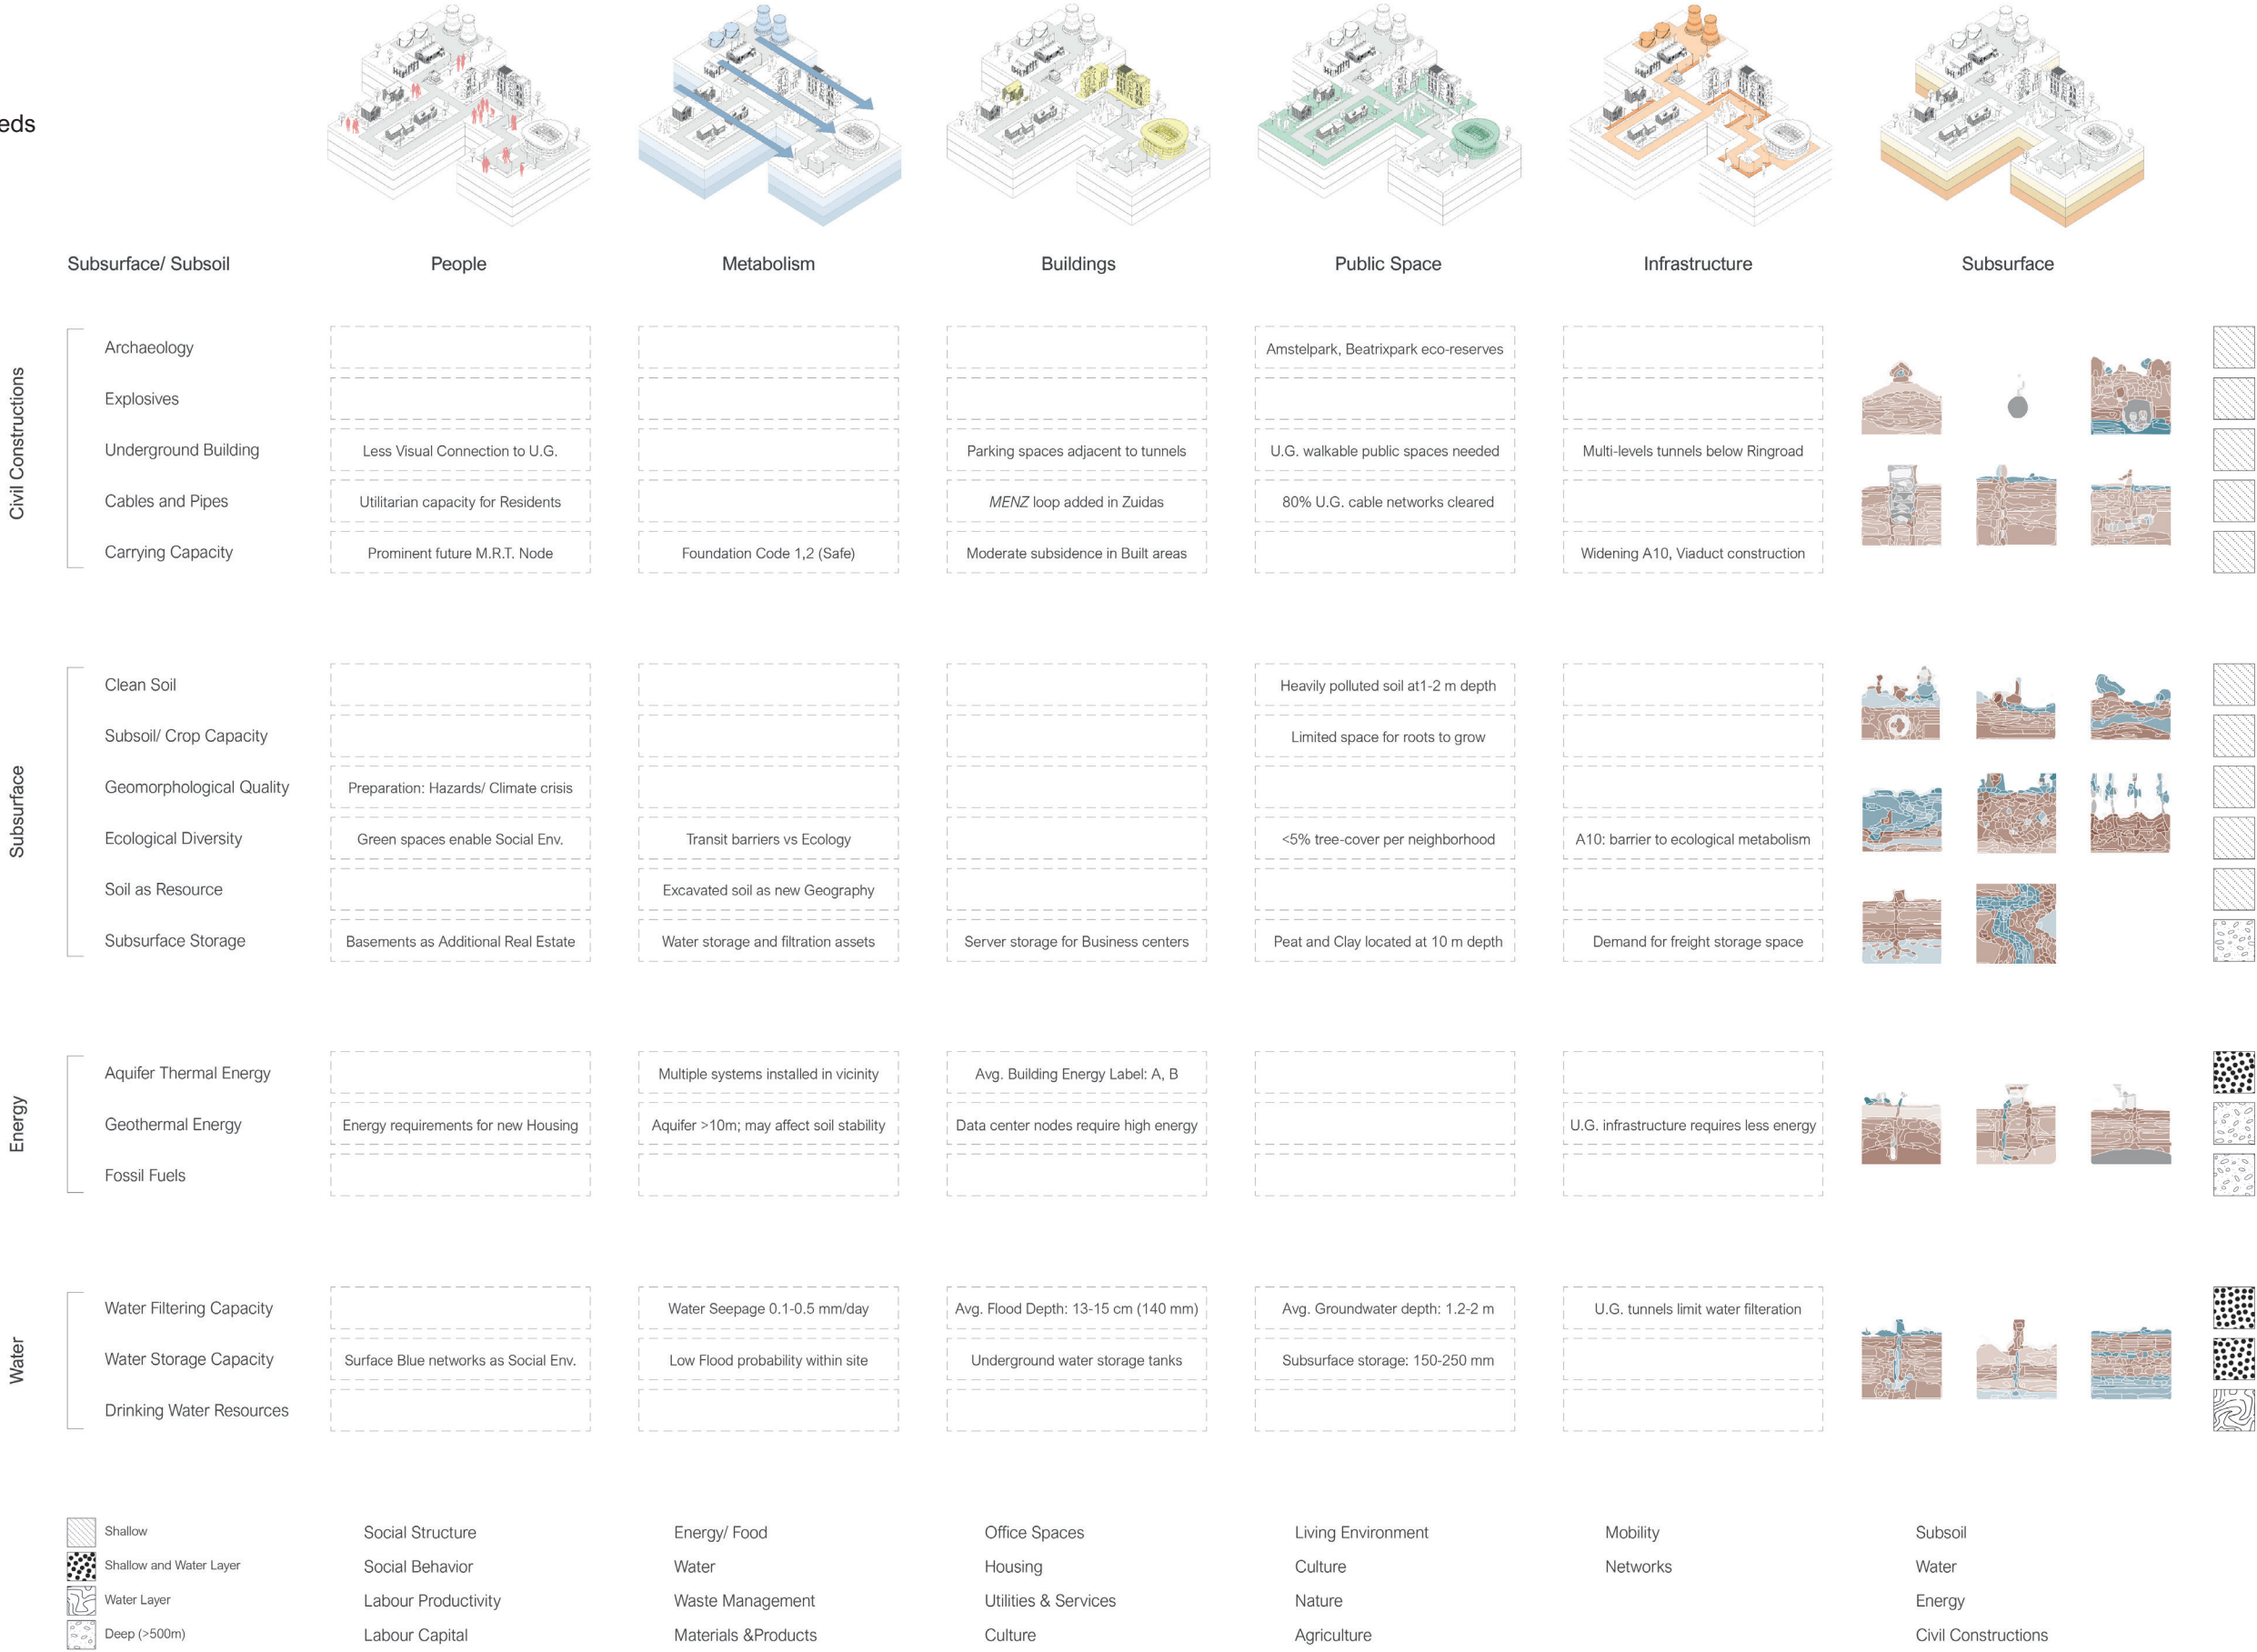 eds
Subsurface/ Subsoil People Metabolism Buildings Public Space Infrastructure Subsurface
Civil Constructions
Archaeology Amstelpark, Beatrixpark eco-reserves
Explosives
Underground Building Less Visual Connection to U.G. Parking spaces adjacent to tunnels U.G. walkable public spaces needed Multi-levels tunnels below Ringroad
Cables and Pipes Utilitarian capacity for Residents MENZ loop added in Zuidas 80% U.G. cable networks cleared
Carrying Capacity Prominent future M.R.T. Node Foundation Code 1,2 (Safe) Moderate subsidence in Built areas Widening A10, Viaduct construction
Subsurface
Clean Soil Heavily polluted soil at1-2 m depth
Subsoil/ Crop Capacity Limited space for roots to grow
Geomorphological Quality Preparation: Hazards/ Climate crisis
Ecological Diversity Green spaces enable Social Env. Transit barriers vs Ecology <5% tree-cover per neighborhood A10: barrier to ecological metabolism
Soil as Resource Excavated soil as new Geography
Subsurface Storage Basements as Additional Real Estate Water storage and filtration assets Server storage for Business centers Peat and Clay located at 10 m depth Demand for freight storage space
Energy
Aquifer Thermal Energy Multiple systems installed in vicinity Avg. Building Energy Label: A, B
Geothermal Energy Energy requirements for new Housing Aquifer >10m; may affect soil stability Data center nodes require high energy U.G. infrastructure requires less energy
Fossil Fuels
Water
Water Filtering Capacity Water Seepage 0.1-0.5 mm/day Avg. Flood Depth: 13-15 cm (140 mm) Avg. Groundwater depth: 1.2-2 m U.G. tunnels limit water filteration
Water Storage Capacity Surface Blue networks as Social Env. Low Flood probability within site Underground water storage tanks Subsurface storage: 150-250 mm
Drinking Water Resources
Shallow Social Structure Energy/ Food Office Spaces Living Environment Mobility Subsoil
Shallow and Water Layer Social Behavior Water Housing Culture Networks Water
Water Layer Labour Productivity Waste Management Utilities & Services Nature Energy
Deep (>500m) Labour Capital Materials &Products Culture Agriculture Civil Constructions